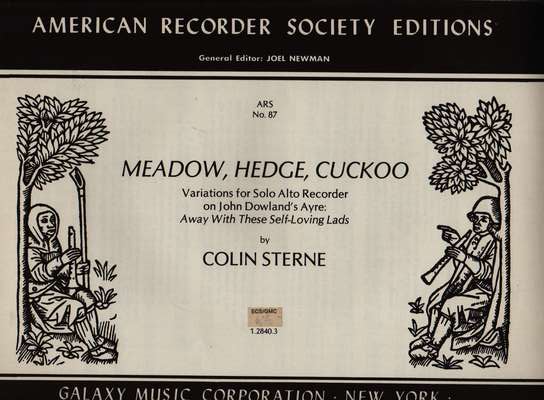 AMERICAN RECORDER SOCIETY EDITIONS
General Editor: JOEL NEWMAN
ARS
No. 87
MEADOW, HEDGE, CUCKOO
Variations for Solo Alto Recorder
on John Dowland's Ayre:
Away With These Self-Loving Lads
by
COLIN STERNE
SCS/GMC
1.2840.3
GALAXY MUSIC CORPORATION · NEW YORK ·